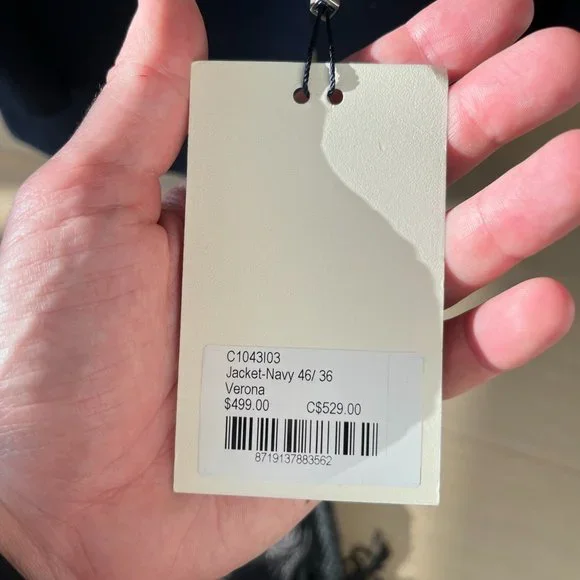 C1043I03
Jacket-Navy 46/ 36
Verona
$499.00 C$529.00
8719137883562